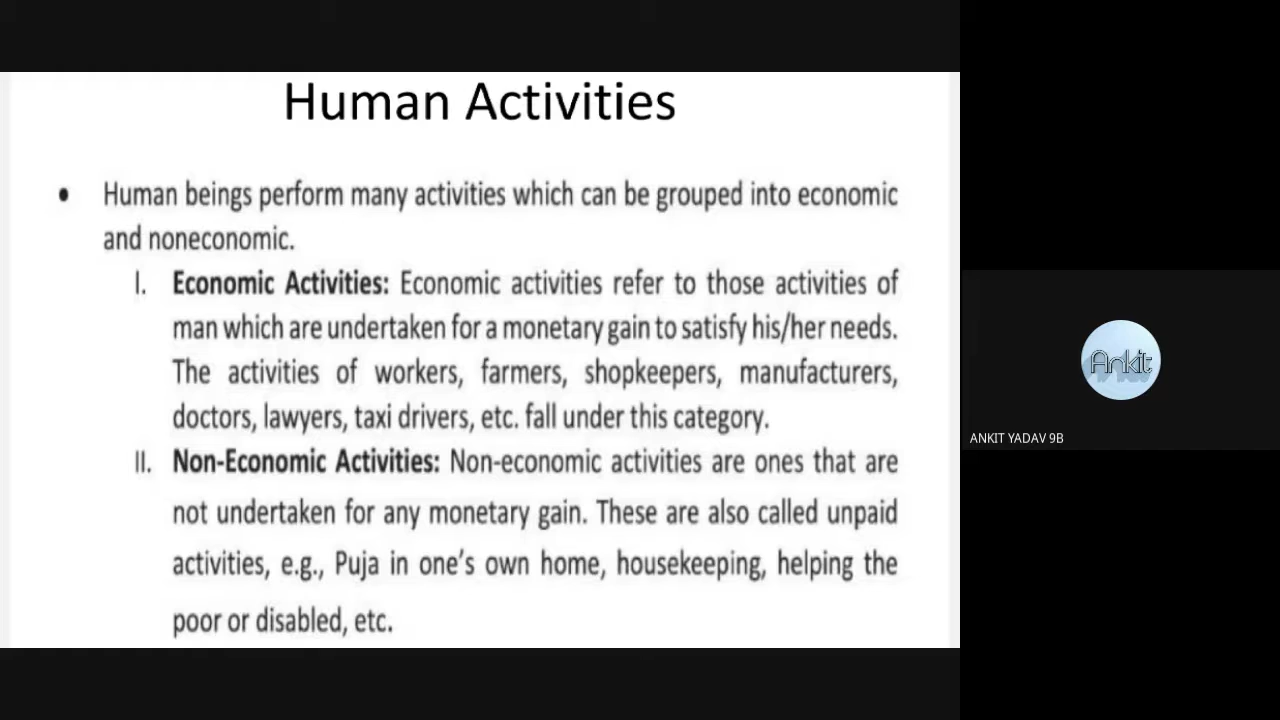 Human Activities
• Human beings perform many activities which can be grouped into economic
and noneconomic.
I. Economic Activities: Economic activities refer to those activities of
man which are undertaken for a monetary gain to satisfy his/her needs.
The activities of workers, farmers, shopkeepers, manufacturers,
doctors, lawyers, taxi drivers, etc. fall under this category.
II. Non-Economic Activities: Non-economic activities are ones that are
not undertaken for any monetary gain. These are also called unpaid
activities, e.g., Puja in one's own home, housekeeping, helping the
poor or disabled, etc.
Ankit
ANKIT YADAV 9B